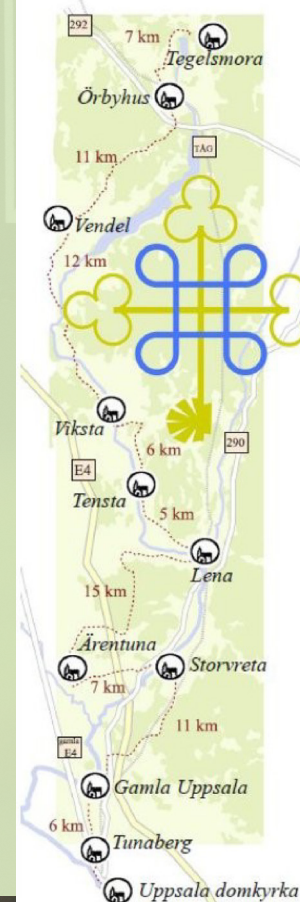 292
7 km
Tegelsmora
Örbyhus
TÅG
11 km
Vendel
12 km
Viksta
290
6 km
E4
Tensta
5 km
Lena
15 km
Ärentuna
Storvreta
7 km
11 km
gamla
E4
Gamla Uppsala
6 km
Tunaberg
Uppsala domkyrka